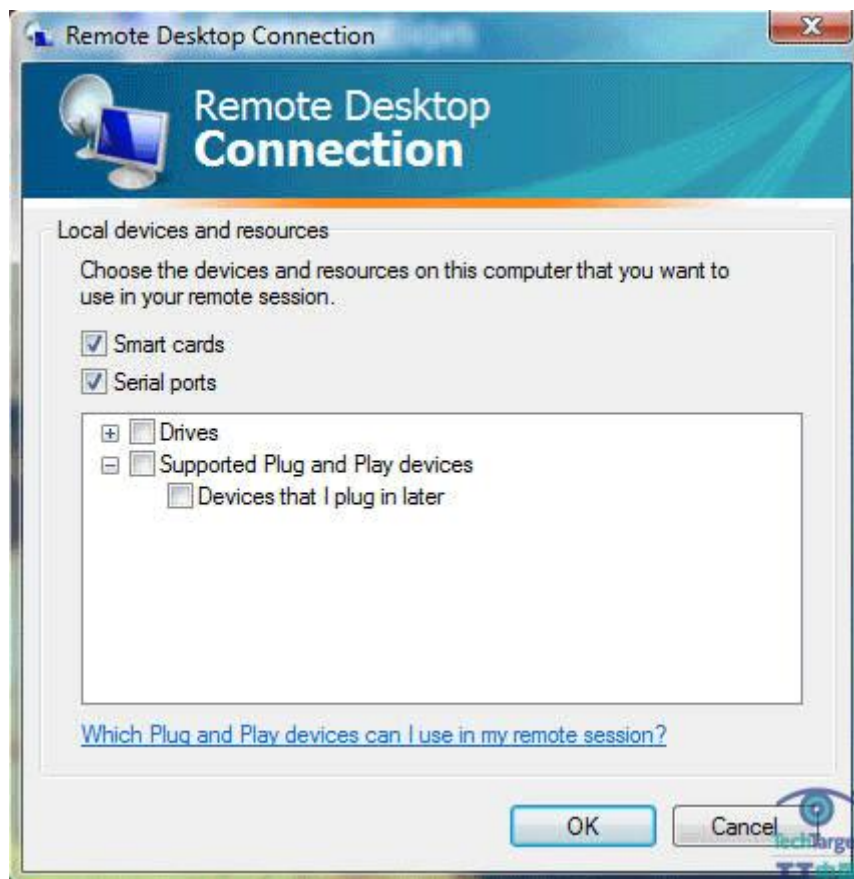 Remote Desktop Connection
Remote Desktop
Connection
Local devices and resources
Choose the devices and resources on this computer that you want to
use in your remote session.
Smart cards
Serial ports
Drives
Supported Plug and Play devices
Devices that I plug in later
Which Plug and Play devices can I use in my remote session?
OK
Cancel